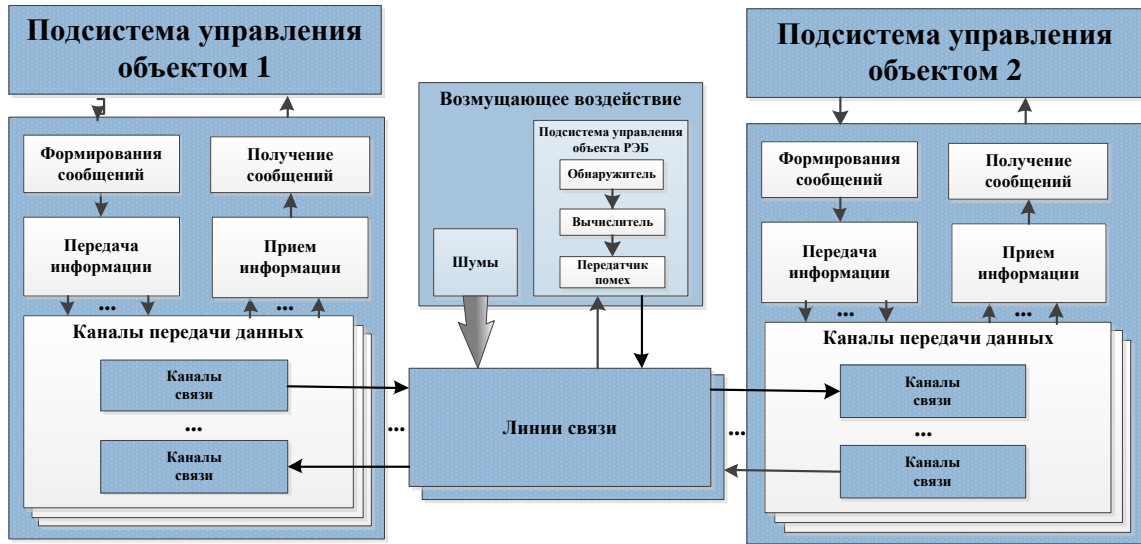 Подсистема управления
объектом 1
Формирования
сообщений
Получение
сообщений
Передача
информации
Прием
информации
...
...
Каналы передачи данных
Каналы
связи
...
Каналы
связи
...
Возмущающее воздействие
Подсистема управления
объекта РЭБ
Обнаружитель
Вычислитель
Передатчик
помех
Шумы
Линии связи
...
Подсистема управления
объектом 2
Формирования
сообщений
Получение
сообщений
Передача
информации
Прием
информации
...
...
Каналы передачи данных
Каналы
связи
...
Каналы
связи